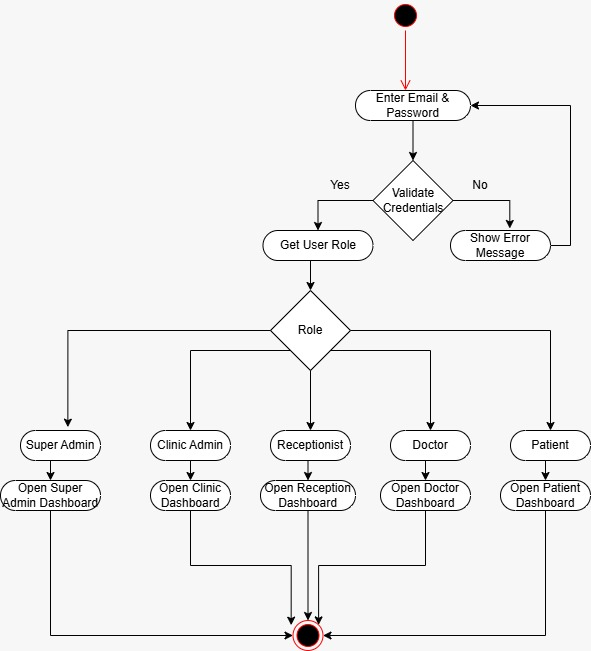 Enter Email &
Password
Yes
Validate
Credentials
No
Get User Role
Show Error
Message
Role
Super Admin
Clinic Admin
Receptionist
Doctor
Patient
Open Super
Admin Dashboard
Open Clinic
Dashboard
Open Reception
Dashboard
Open Doctor
Dashboard
Open Patient
Dashboard